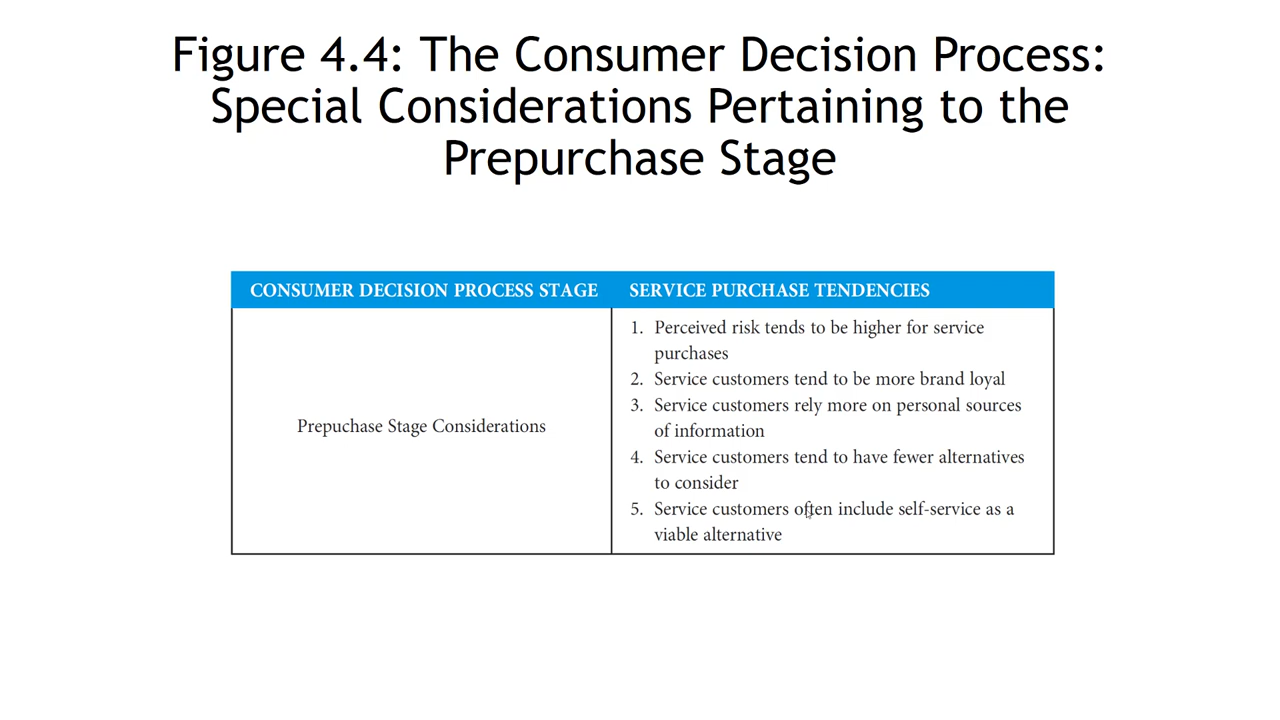 Figure 4.4: The Consumer Decision Process:
Special Considerations Pertaining to the
Prepurchase Stage
CONSUMER DECISION PROCESS STAGE
SERVICE PURCHASE TENDENCIES
Prepuchase Stage Considerations
1. Perceived risk tends to be higher for service
purchases
2. Service customers tend to be more brand loyal
3. Service customers rely more on personal sources
of information
4. Service customers tend to have fewer alternatives
to consider
5. Service customers often include self-service as a
viable alternative